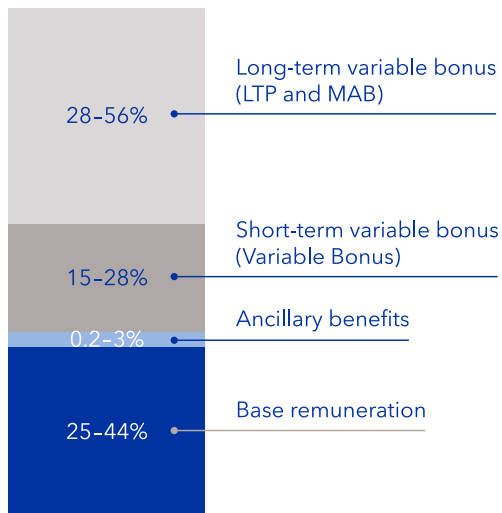 28–56%
Long-term variable bonus
(LTP and MAB)
15–28%
Short-term variable bonus
(Variable Bonus)
0.2–3%
Ancillary benefits
25–44%
Base remuneration